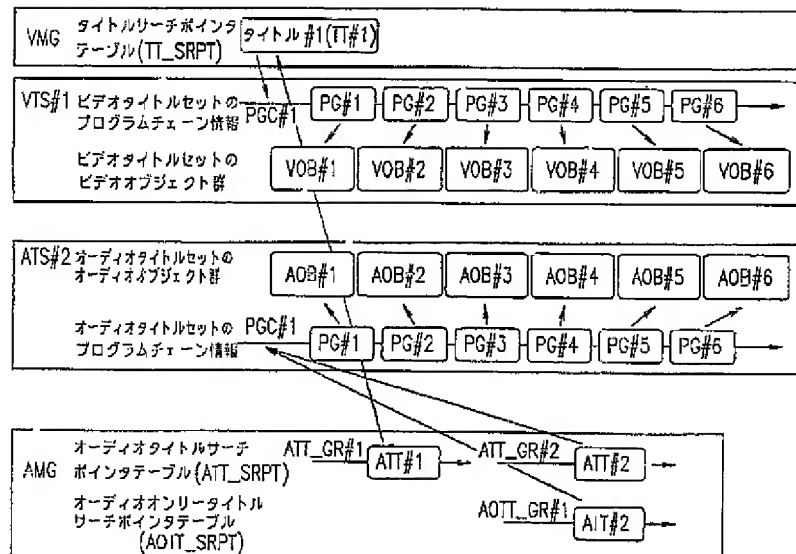 VMG タイトルサーチポインタ
テーブル(TT_SRPT)
タイトル#1(TT#1)
VTS#1 ビデオタイトルセットの
プログラムチェーン情報
PGC#1
PG#1 PG#2 PG#3 PG#4 PG#5 PG#6
ビデオタイトルセットの
ビデオオブジェクト群
VOB#1 VOB#2 VOB#3 VOB#4 VOB#5 VOB#6
ATS#2 オーディオタイトルセットの
オーディオオブジェクト群
AOB#1 AOB#2 AOB#3 AOB#4 AOB#5 AOB#6
オーディオタイトルセットの
プログラムチェーン情報
PGC#1
PG#1 PG#2 PG#3 PG#4 PG#5 PG#6
AMG オーディオタイトルサーチ
ポインタテーブル(ATT_SRPT)
ATT_GR#1 ATT#1 ATT_GR#2 ATT#2
オーディオオンリータイトル
サーチポインタテーブル
(AOIT_SRPT)
AOTT_GR#1 AIT#2